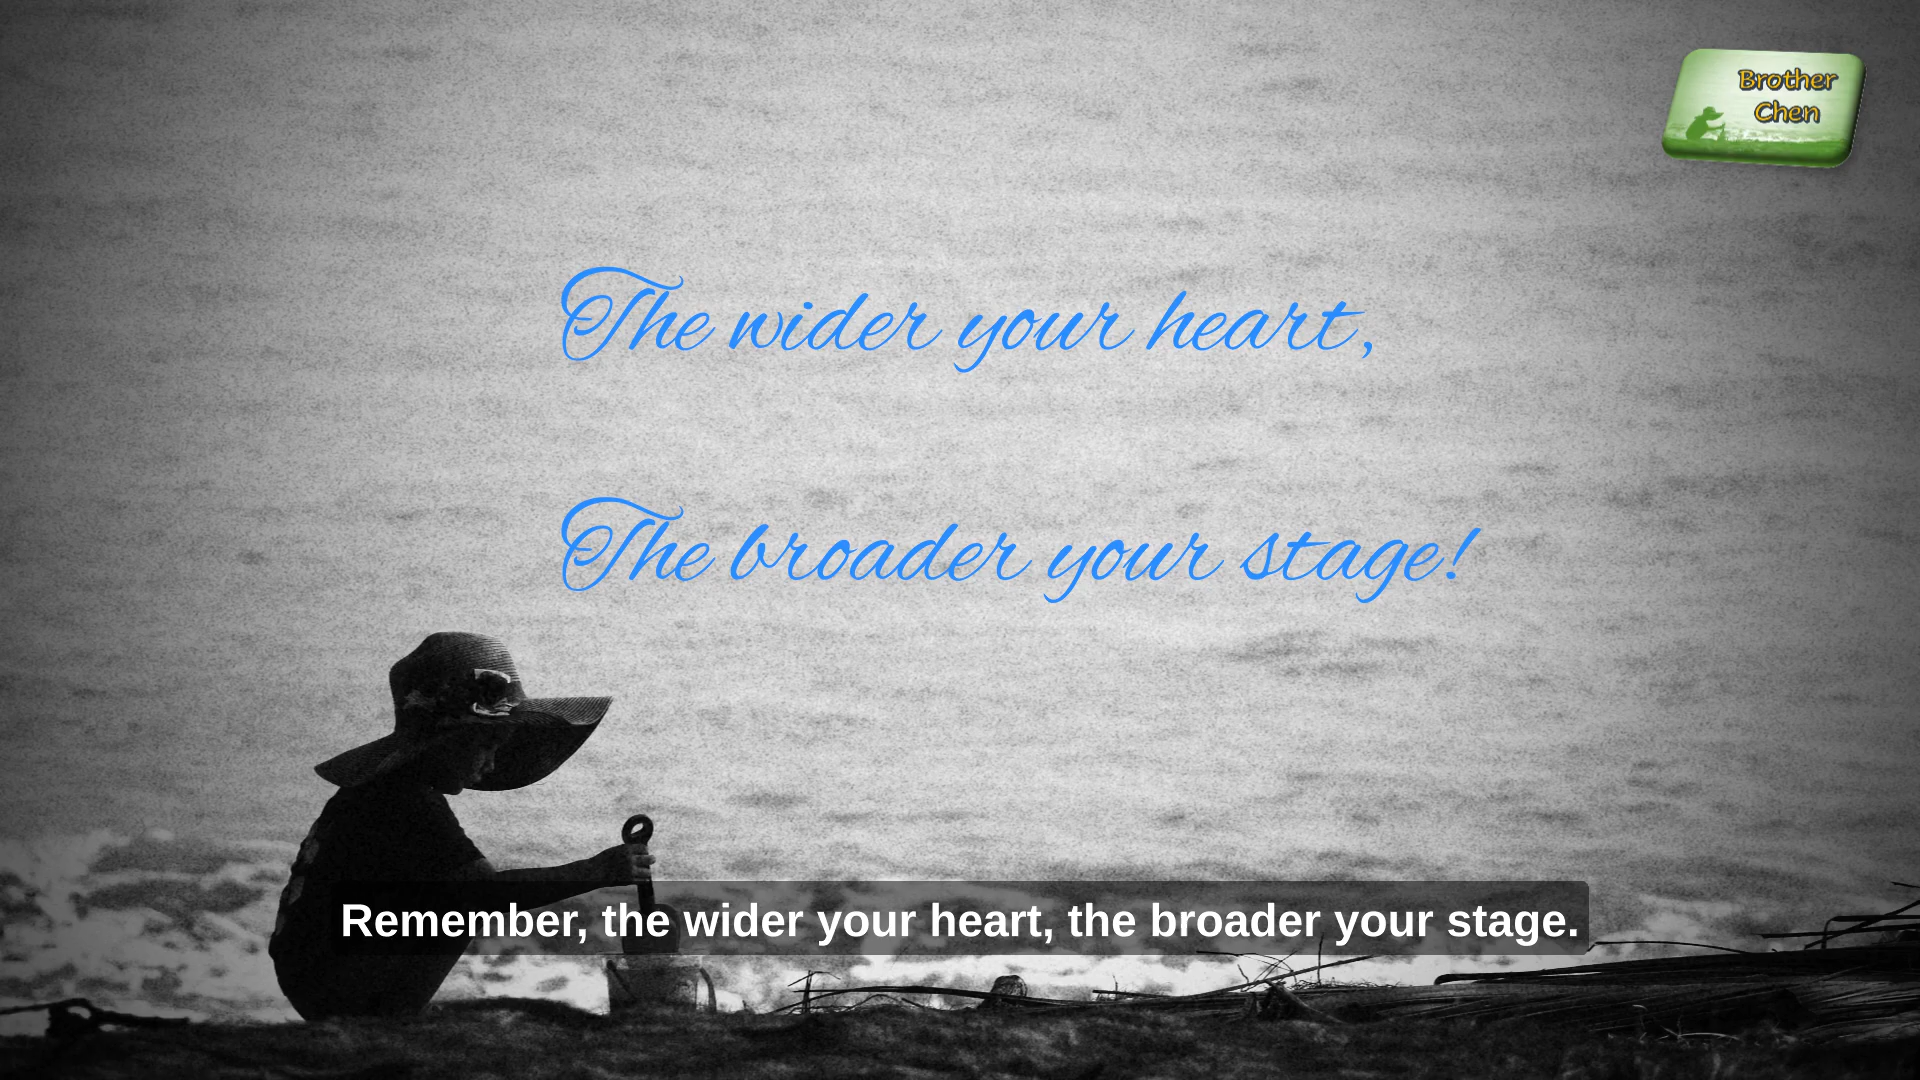 Brother
Chen
The wider your heart,
The broader your stage!
Remember, the wider your heart, the broader your stage.